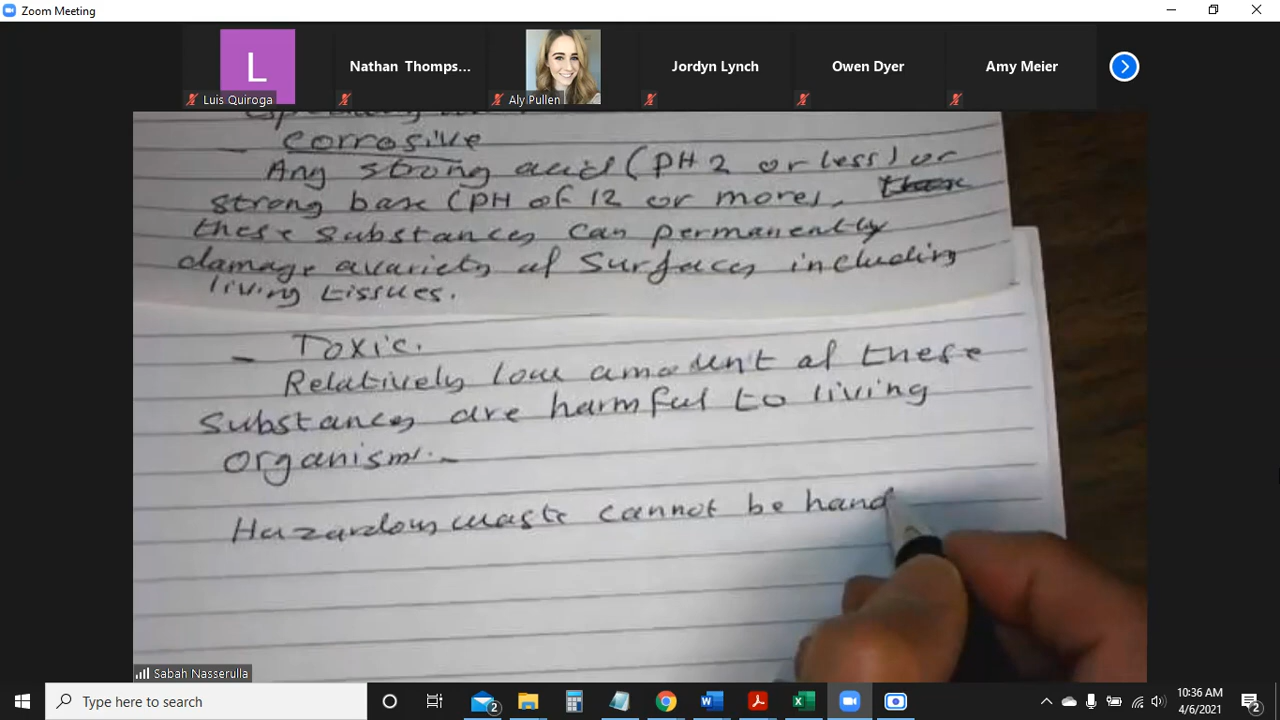 Zoom Meeting
L
Luis Quiroga
Nathan Thomps...
Aly Pullen
Jordyn Lynch
Owen Dyer
Amy Meier
- Corrosive
Any strong acid (PH 2 or less) or
strong base (PH of 12 or more),
these substances can permanently
damage avariety of Surfaces including
living tissues.
- Toxic.
Relatively low amount of these
Substances are harmful to living
organism.
Hazardous waste cannot be hand
Sabah Nasserulla
Type here to search
2
10:36 AM
4/6/2021
2